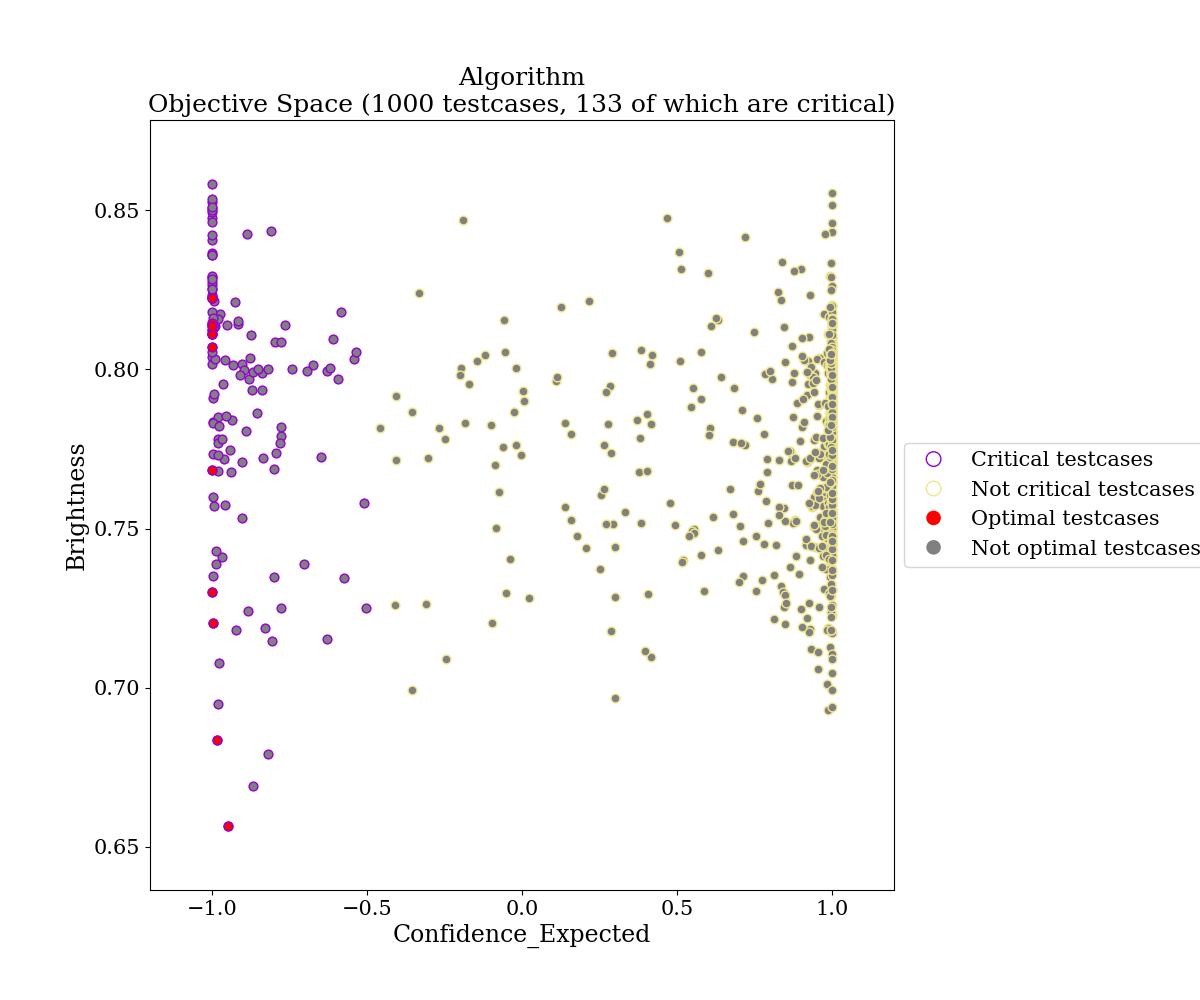 Algorithm
Objective Space (1000 testcases, 133 of which are critical)
Brightness
0.85
0.80
0.75
0.70
0.65
−1.0
−0.5
0.0
0.5
1.0
Confidence_Expected
Critical testcases
Not critical testcases
Optimal testcases
Not optimal testcases